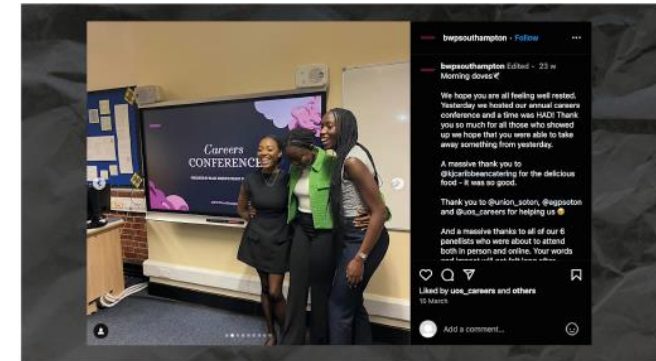 Careers
CONFERENCE
bwpsouthampton • Follow
bwpsouthampton Edited • 23 w
Morning doves
We hope you are all feeling well rested.
Yesterday we hosted our annual careers
conference and a time was HAD! Thank
you so much for all those who showed
up we hope that you were able to take
away something from yesterday.
A massive thank you to
@kjcaribbeancatering for the delicious
food - it was so good.
Thank you to @union_soton, @agpsoton
and @uos_careers for helping us
And a massive thanks to all of our 6
panellists who were about to attend
both in person and online. Your words
Liked by uos_careers and others
15 March
Add a comment...